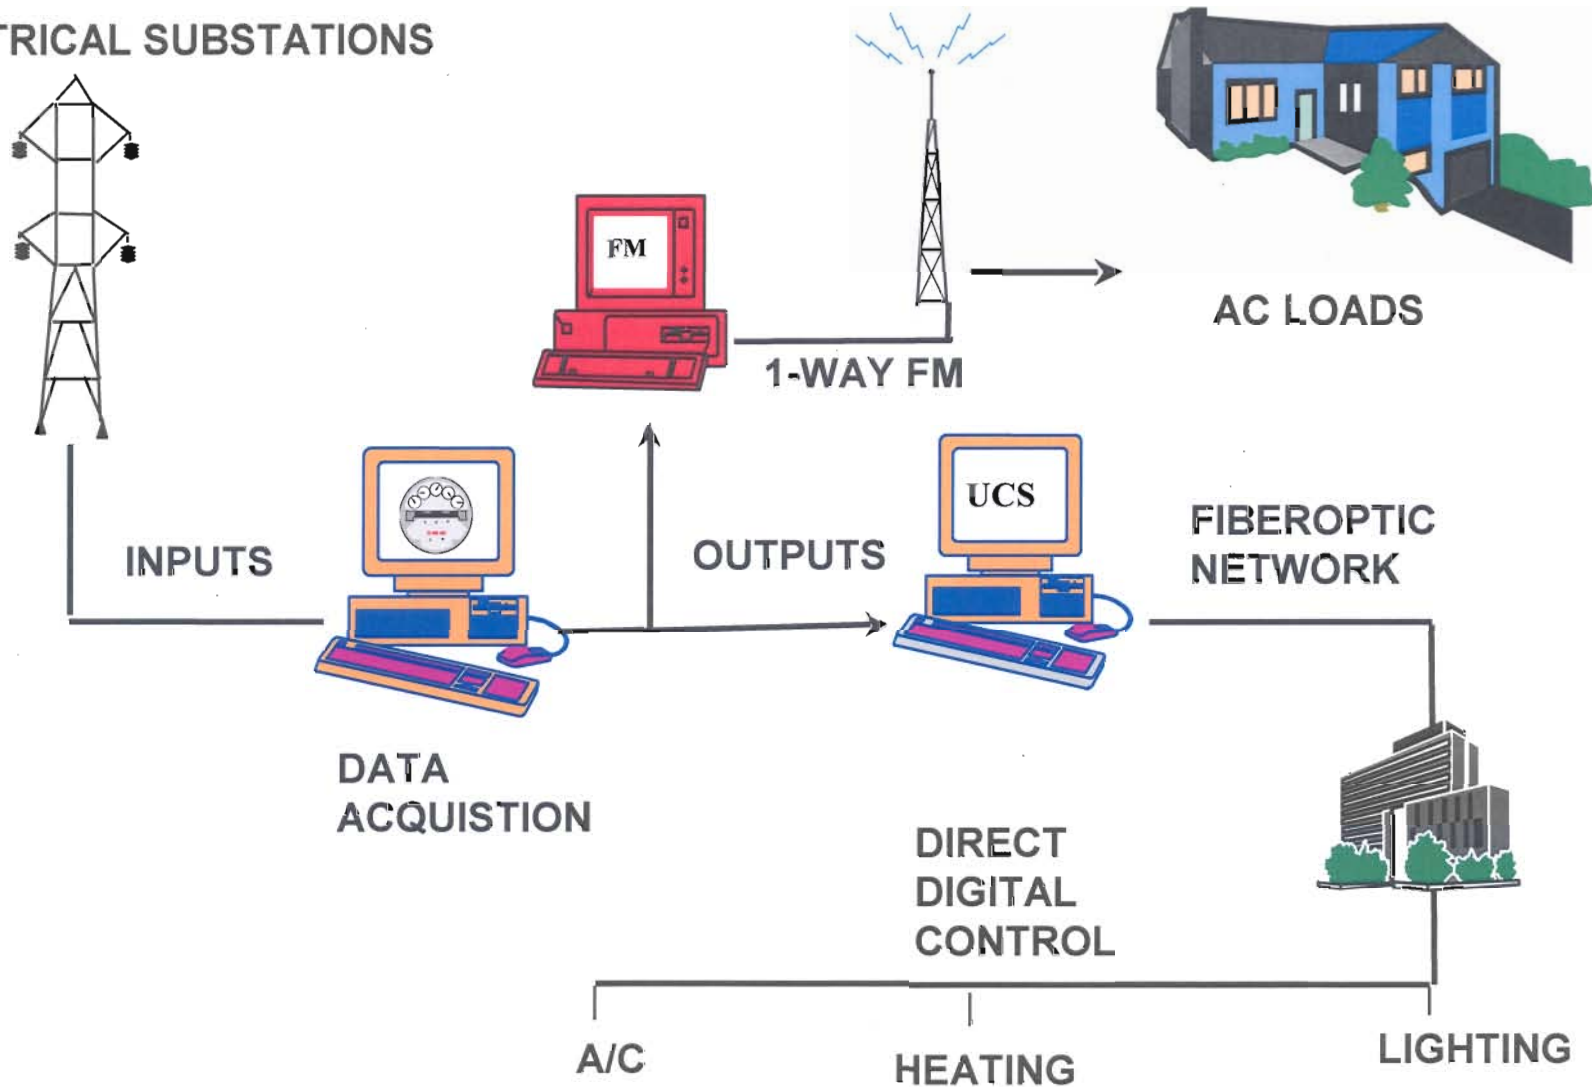 TRICAL SUBSTATIONS
FM
AC LOADS
1-WAY FM
UCS
INPUTS
OUTPUTS
FIBEROPTIC
NETWORK
DATA
ACQUISTION
DIRECT
DIGITAL
CONTROL
A/C
HEATING
LIGHTING